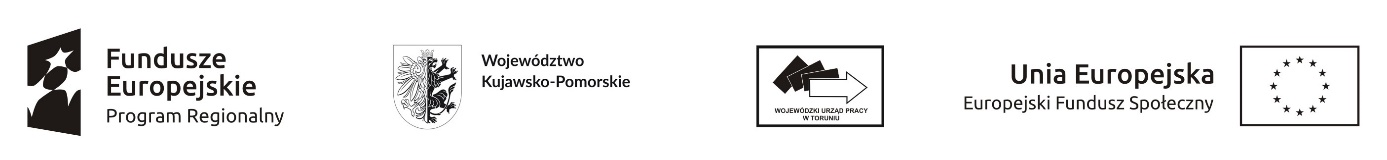 Fundusze
Europejskie
Program Regionalny
Województwo
Kujawsko-Pomorskie
WOJEWÓDZKI URZĄD PRACY
W TORUNIU
Unia Europejska
Europejski Fundusz Społeczny